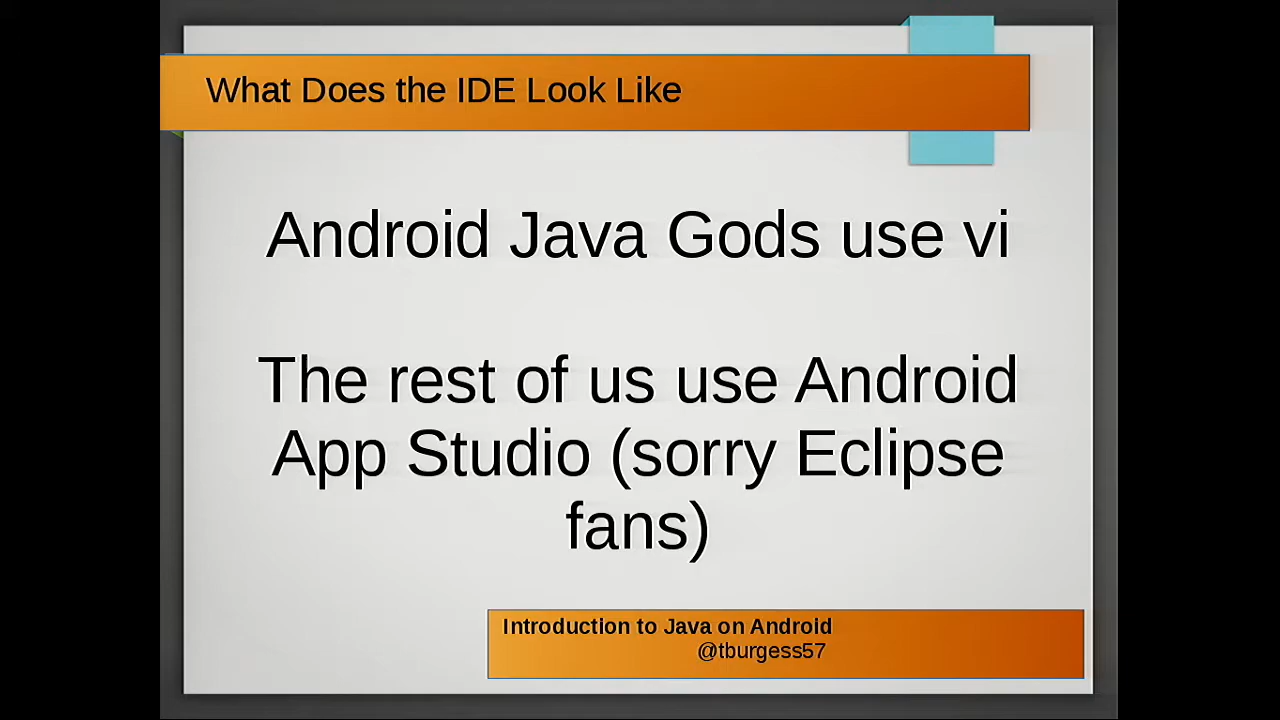 What Does the IDE Look Like
Android Java Gods use vi
The rest of us use Android
App Studio (sorry Eclipse
fans)
Introduction to Java on Android
@tburgess57